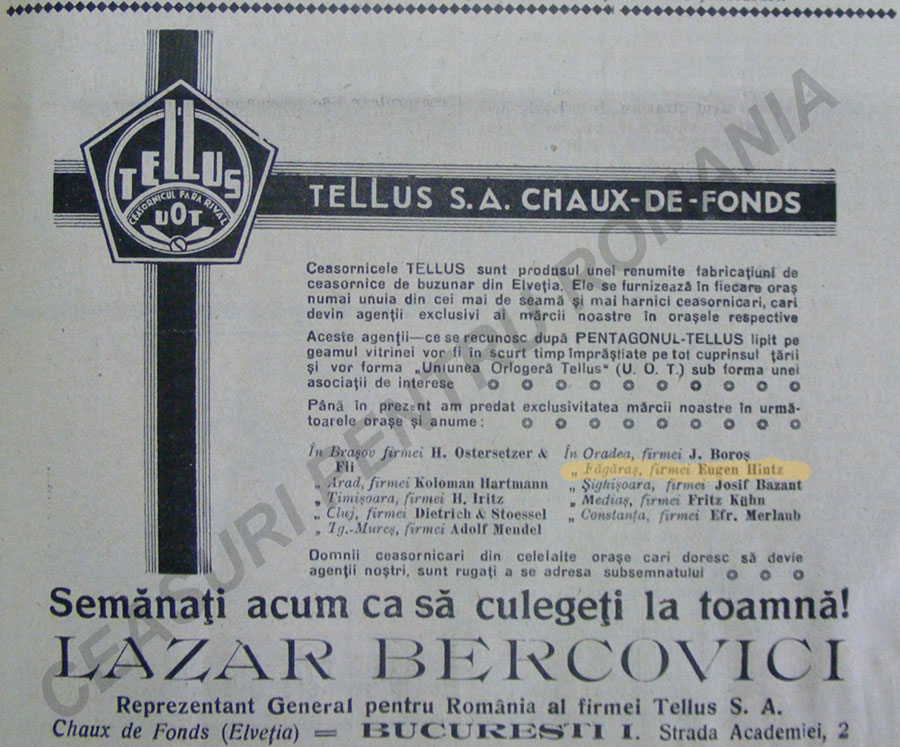 TELLUS
CEASORNICUL FARA RIVAL
UOT
TELLUS S.A. CHAUX-DE-FONDS
Ceasornicele TELLUS sunt produsul unei renumite fabricațiuni de
ceasornice de buzunar din Elveția. Ele se furnizează în fiecare oraș
numai unuia din cei mai de seamă și mai harnici ceasornicari, cari
devin agenții exclusivi ai mărcii noastre în orașele respective
Aceste agenții—ce se recunosc după PENTAGONUL-TELLUS lipit pe
geamul vitrinei vor fi în scurt timp împrăștiate pe tot cuprinsul țării
și vor forma „Ununea Orlogeră Tellus" (U. O. T.) sub forma unei
asociații de interese
Până în prezent am predat exclusivitatea mărcii noastre în urmă-
toarele orașe și anume :
În Brașov firmei H. Ostersetzer &
Fli
„ Arad, firmei Koloman Hartmann
„ Timișoara, firmei H. Iritz
„ Cluj, firmei Dietrich & Stoessel
„ Tg.-Mureș, firmei Adolf Mendel
În Oradea, firmei J. Boroș
„ Făgăraș, firmei Eugen Hintz
„ Șighișoara, firmei Josif Bazant
„ Mediaș, firmei Fritz Kühn
„ Constanța, firmei Efr. Merlaub
Domnii ceasornicari din celelalte orașe cari doresc să devie
agenții noștri, sunt rugați a se adresa subsemnatului
Semănați acum ca să culegeți la toamnă!
LAZAR BERCOVICI
Reprezentant General pentru România al firmei Tellus S. A.
Chaux de Fonds (Elveția) = BUCUREȘTI I. Strada Academiei, 2
CEASURI PENTRU ROMANIA